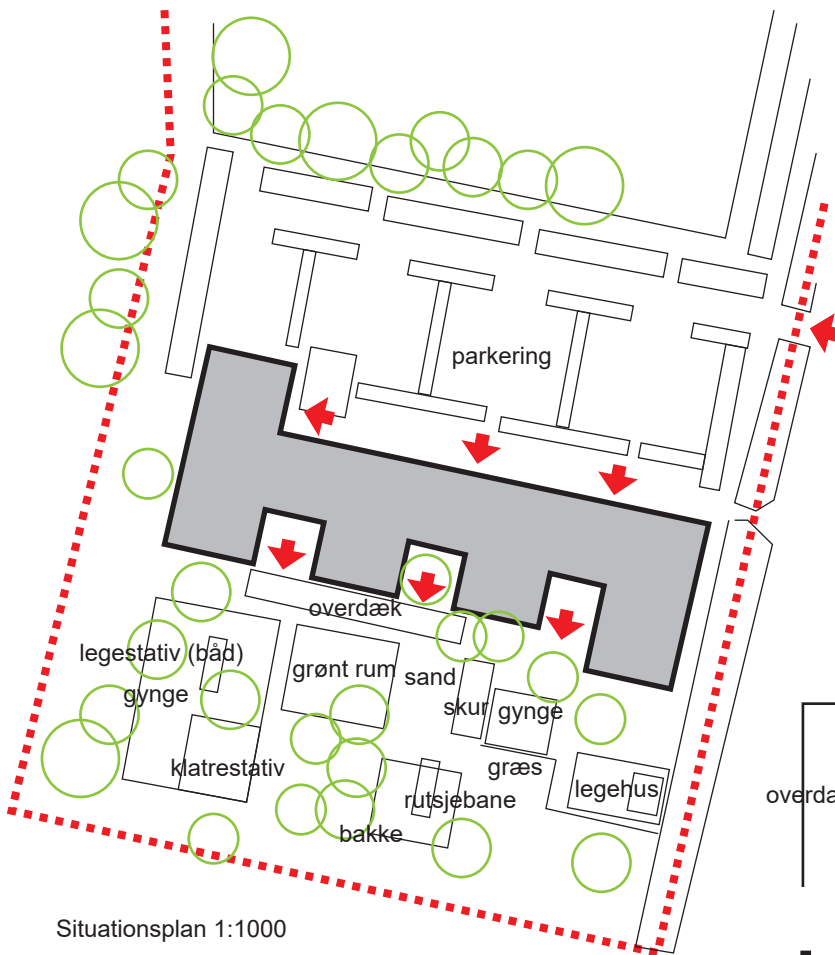 parkering
overdæk
legestativ (båd)
grønt rum
sand
gynge
skur
gynge
klatrestativ
græs
rutsjebane
legehus
overda
bakke
Situationsplan 1:1000